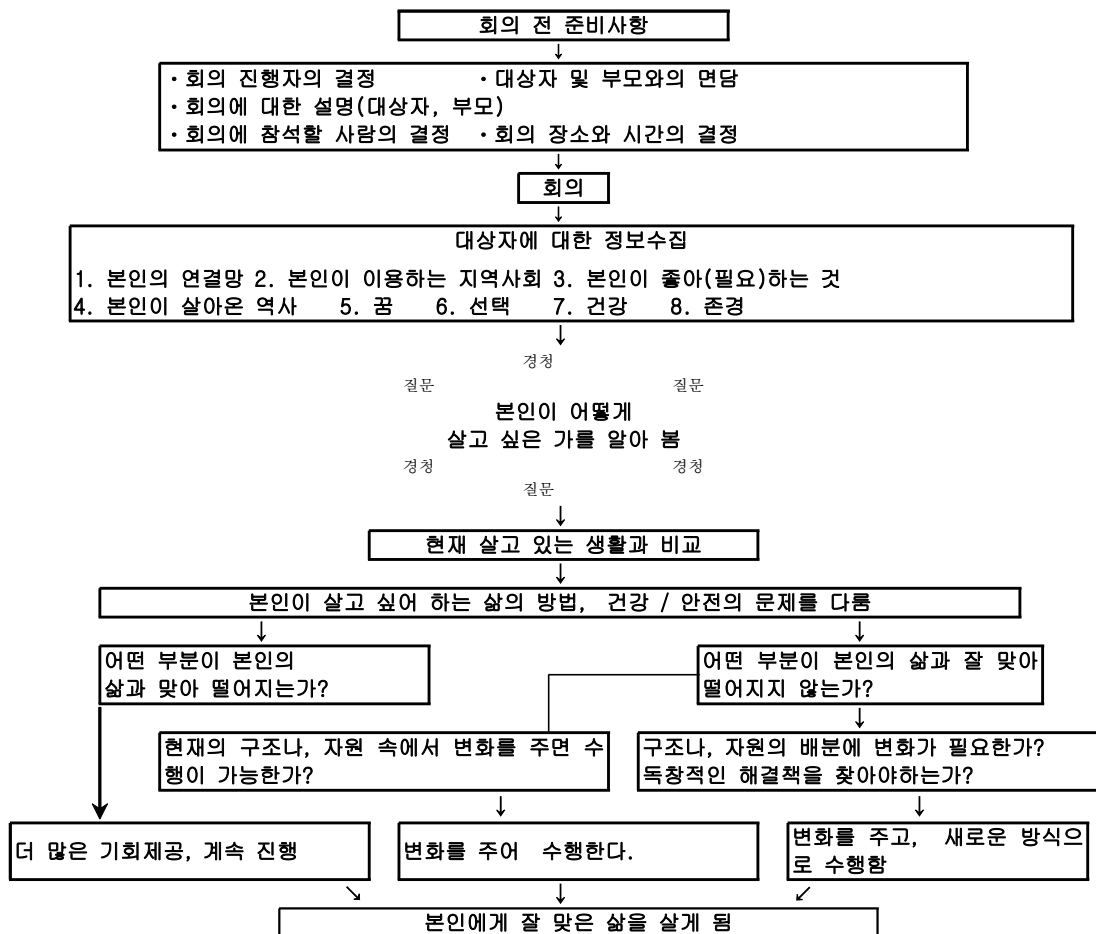 회의 전 준비사항
↓
・회의 진행자의 결정 ・대상자 및 부모와의 면담
・회의에 대한 설명(대상자, 부모)
・회의에 참석할 사람의 결정 ・회의 장소와 시간의 결정
↓
회의
↓
대상자에 대한 정보수집
1. 본인의 연결망 2. 본인이 이용하는 지역사회 3. 본인이 좋아(필요)하는 것
4. 본인이 살아온 역사 5. 꿈 6. 선택 7. 건강 8. 존경
↓
경청
질문 질문
본인이 어떻게
살고 싶은 가를 알아 봄
경청 경청
질문
↓
현재 살고 있는 생활과 비교
↓
본인이 살고 싶어 하는 삶의 방법, 건강 / 안전의 문제를 다룸
↓ ↓
어떤 부분이 본인의
삶과 맞아 떨어지는가?
어떤 부분이 본인의 삶과 잘 맞아
떨어지지 않는가?
↓
현재의 구조나, 자원 속에서 변화를 주면 수
행이 가능한가?
구조나, 자원의 배분에 변화가 필요한가?
독창적인 해결책을 찾아야하는가?
↓ ↓
더 많은 기회제공, 계속 진행
변화를 주어 수행한다.
변화를 주고, 새로운 방식으
로 수행함
↘ ↓ ↙
본인에게 잘 맞은 삶을 살게 됨